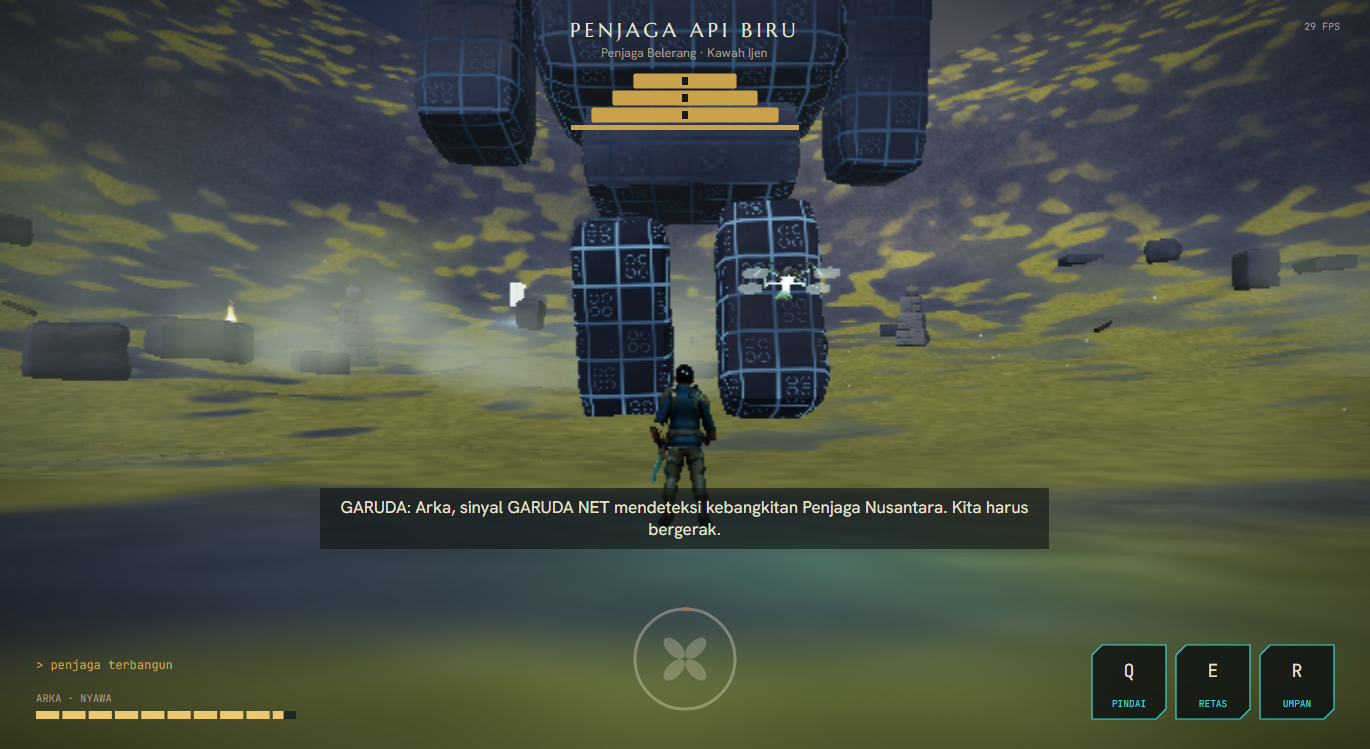 PENJAGA API BIRU
29 FPS
Penjaga Belerang · Kawah Ijen
GARUDA: Arka, sinyal GARUDA NET mendeteksi kebangkitan Penjaga Nusantara. Kita harus
bergerak.
> penjaga terbangun
ARKA · NYAWA
Q E R
PINDAI RETAS UMPAN